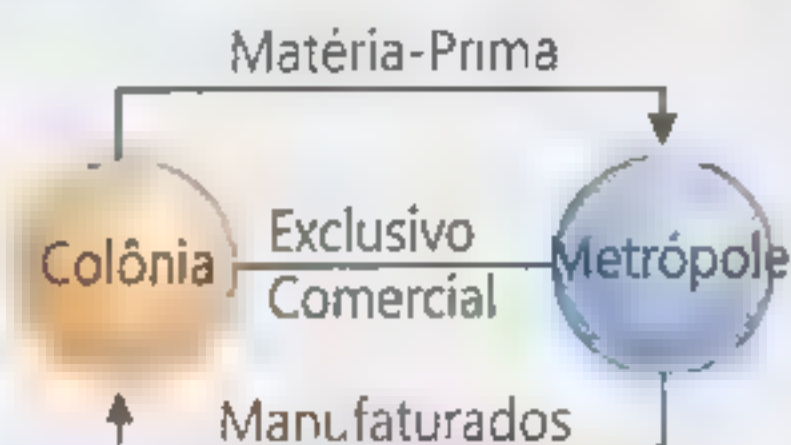 Matéria-Prima
Colônia
Exclusivo
Comercial
Metrópole
Manufaturados